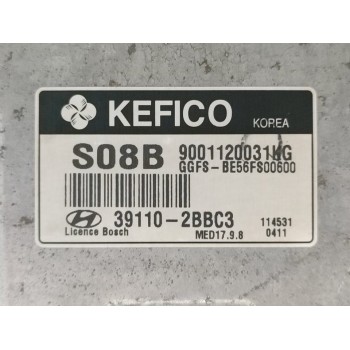 KEFICO KOREA
S08B 9001120031KG
GGFS-BE56FS00600
39110-2BBC3 114531
Licence Bosch MED17.9.8 0411